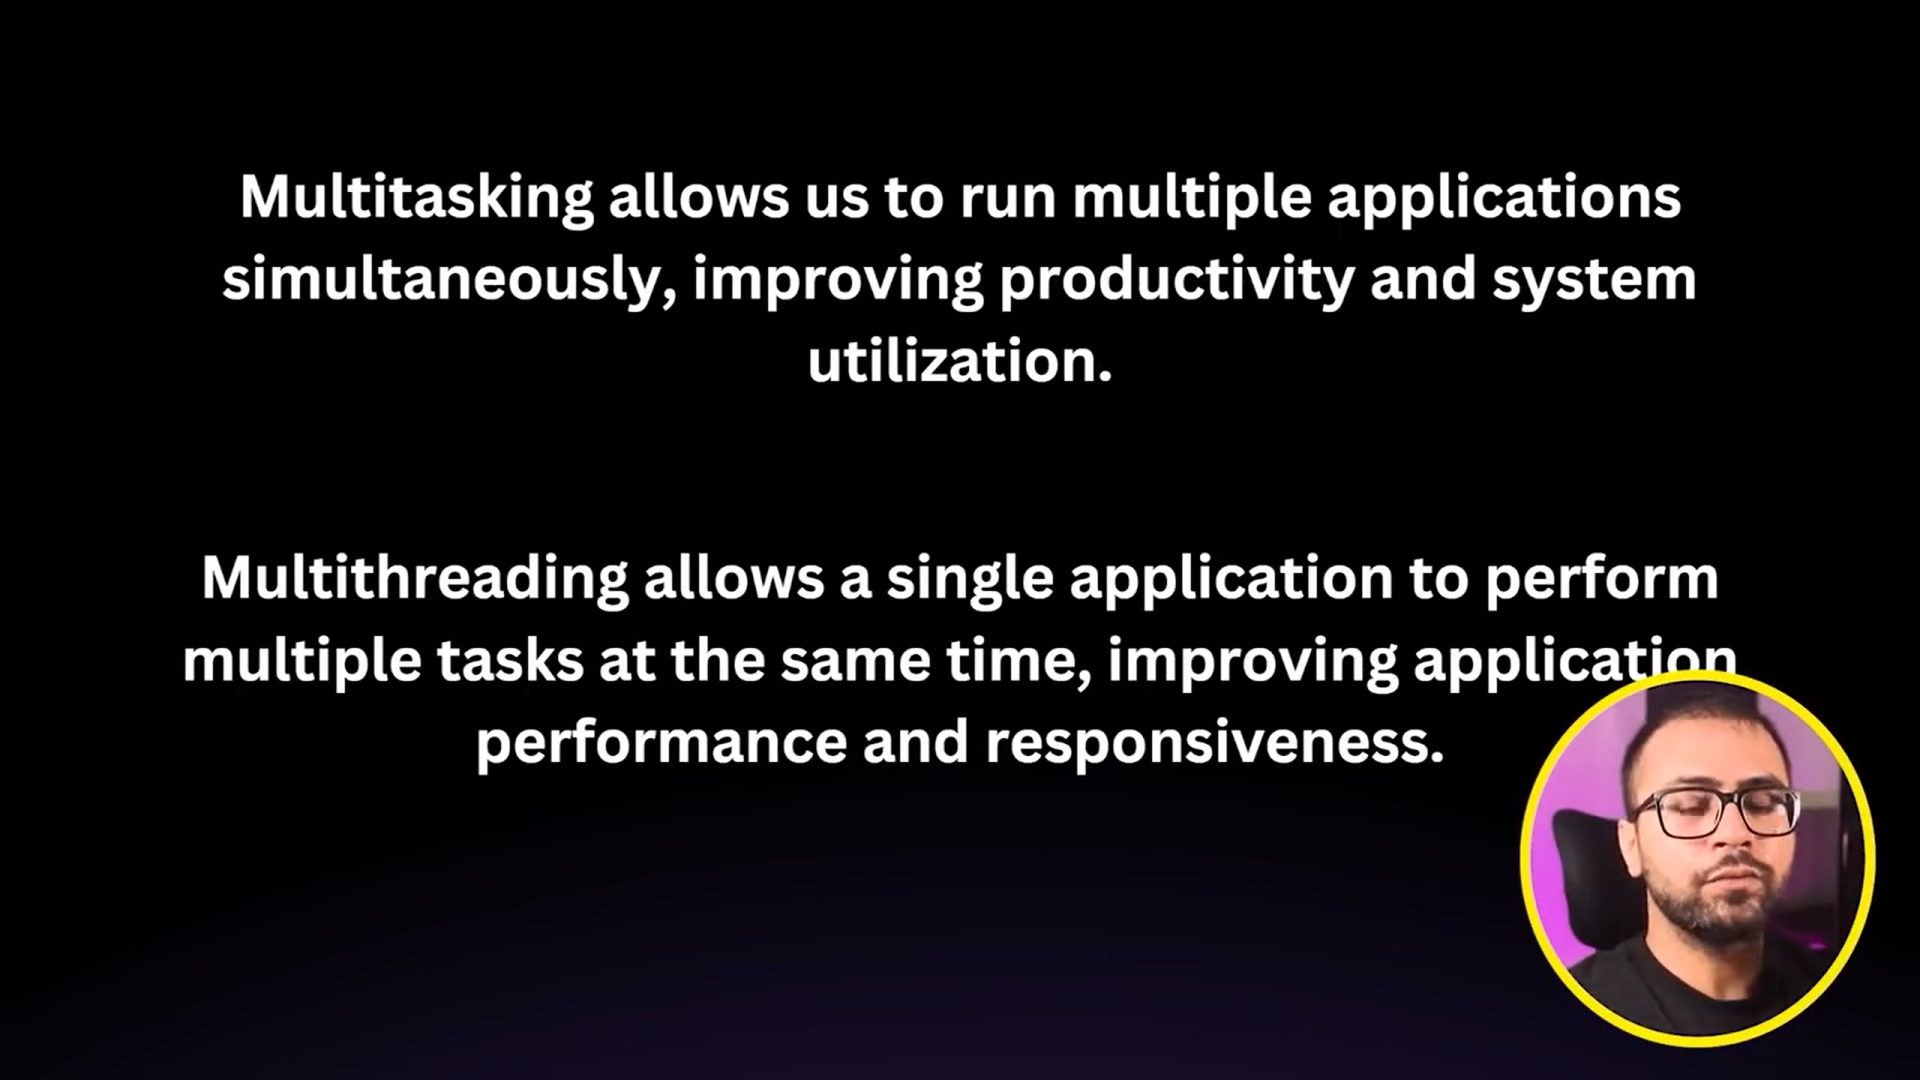 Multitasking allows us to run multiple applications
simultaneously, improving productivity and system
utilization.
Multithreading allows a single application to perform
multiple tasks at the same time, improving application
performance and responsiveness.